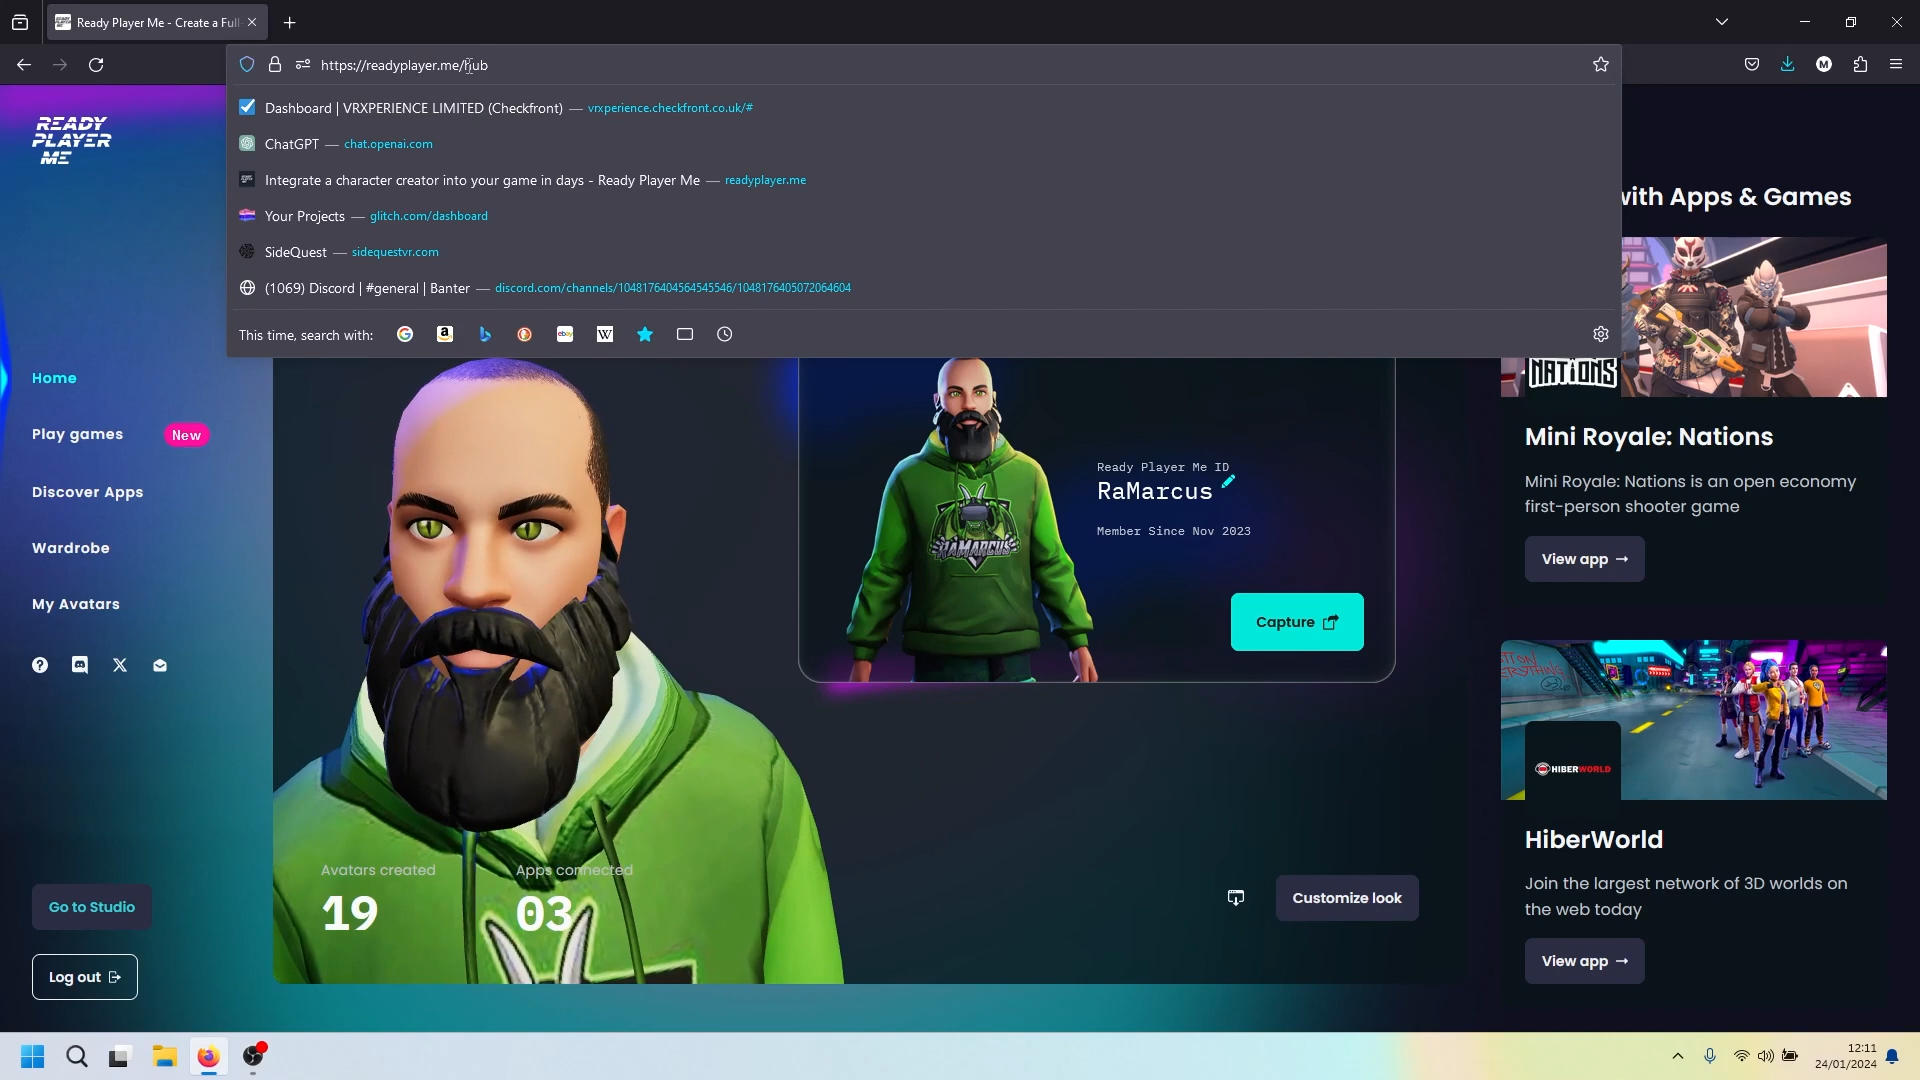 Ready Player Me - Create a Full-
https://readyplayer.me/hub
M
Dashboard | VRXPERIENCE LIMITED (Checkfront) — vrxperience.checkfront.co.uk/#
ChatGPT — chat.openai.com
Integrate a character creator into your game in days - Ready Player Me — readyplayer.me
Your Projects — glitch.com/dashboard
SideQuest — sidequestvr.com
(1069) Discord | #general | Banter — discord.com/channels/1048176404564545546/1048176405072064604
This time, search with:
READY
PLAYER
ME
Home
Play games New
Discover Apps
Wardrobe
My Avatars
Go to Studio
Log out
Ready Player Me ID
RaMarcus
Member Since Nov 2023
RAMARCUS
Capture
Avatars created
19
Apps connected
03
Customize look
with Apps & Games
NATIONS
Mini Royale: Nations
Mini Royale: Nations is an open economy
first-person shooter game
View app →
HIBERWORLD
HiberWorld
Join the largest network of 3D worlds on
the web today
View app →
12:11
24/01/2024